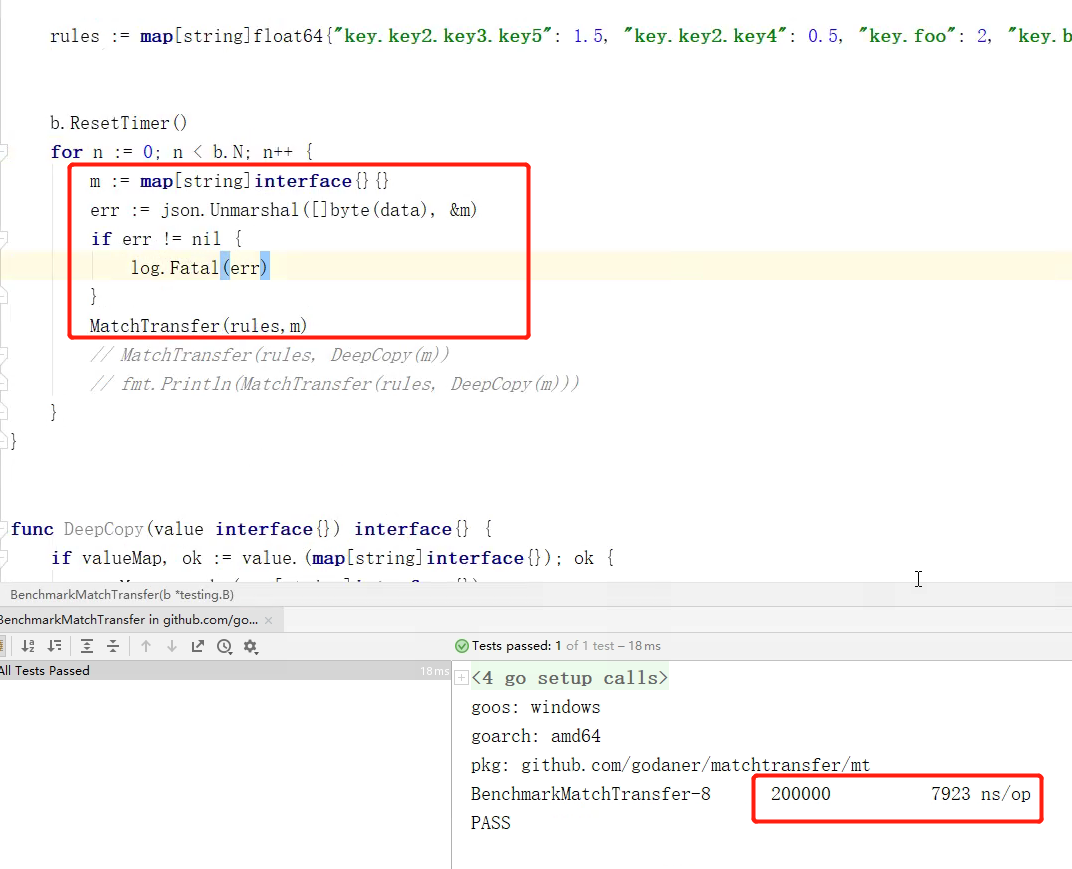 rules := map[string]float64{"key.key2.key3.key5": 1.5, "key.key2.key4": 0.5, "key.foo": 2, "key.b
b.ResetTimer()
for n := 0; n < b.N; n++ {
m := map[string]interface{}{}
err := json.Unmarshal([]byte(data), &m)
if err != nil {
log.Fatal(err)
}
MatchTransfer(rules,m)
// MatchTransfer(rules, DeepCopy(m))
// fmt.Println(MatchTransfer(rules, DeepCopy(m)))
}
}
func DeepCopy(value interface{}) interface{} {
if valueMap, ok := value.(map[string]interface{}); ok {
BenchmarkMatchTransfer(b *testing.B)
BenchmarkMatchTransfer in github.com/go...
Tests passed: 1 of 1 test – 18 ms
All Tests Passed 18 ms
<4 go setup calls>
goos: windows
goarch: amd64
pkg: github.com/godaner/matchtransfer/mt
BenchmarkMatchTransfer-8 200000 7923 ns/op
PASS